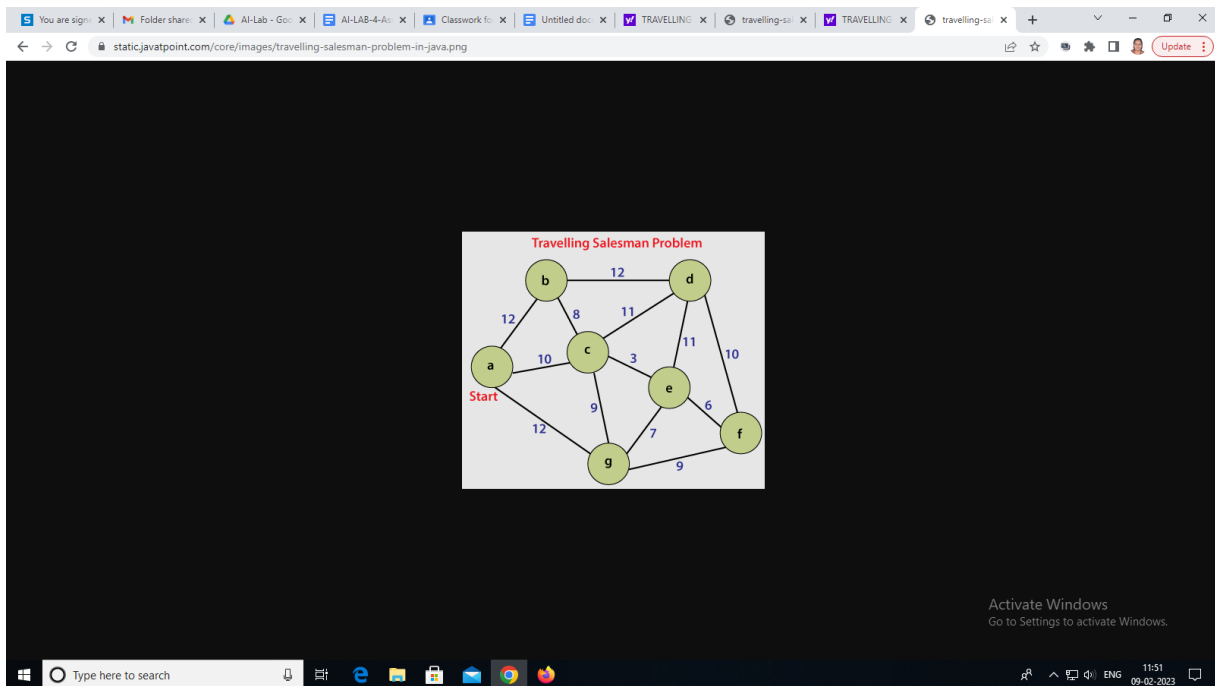 You are sign
Folder share
AI-Lab - Goo
AI-LAB-4-As
Classwork fo
Untitled doc
TRAVELLING
travelling-sa
TRAVELLING
travelling-sa
static.javatpoint.com/core/images/travelling-salesman-problem-in-java.png
Update
Travelling Salesman Problem
b
12
d
12
8
11
11
10
a
10
c
3
e
Start
9
6
12
7
f
g
9
Activate Windows
Go to Settings to activate Windows.
Type here to search
ENG
11:51
09-02-2023